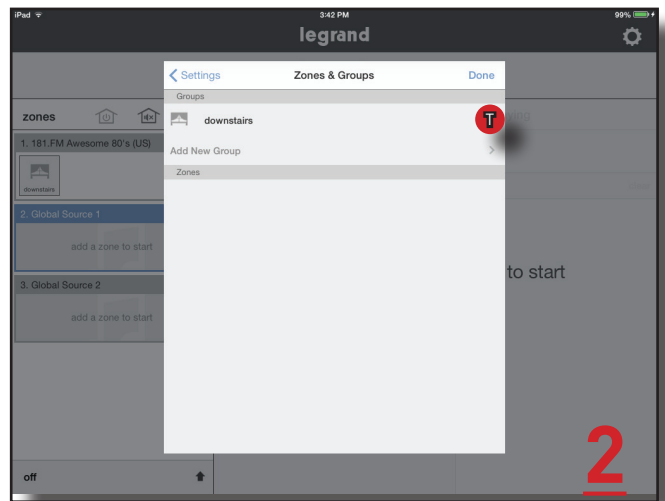 iPad 3:42 PM 99%
legrand
Settings Zones & Groups Done
Groups
downstairs T
Add New Group
Zones
zones
1. 181.FM Awesome 80's (US)
downstairs
2. Global Source 1
add a zone to start
3. Global Source 2
add a zone to start
to start
off
2